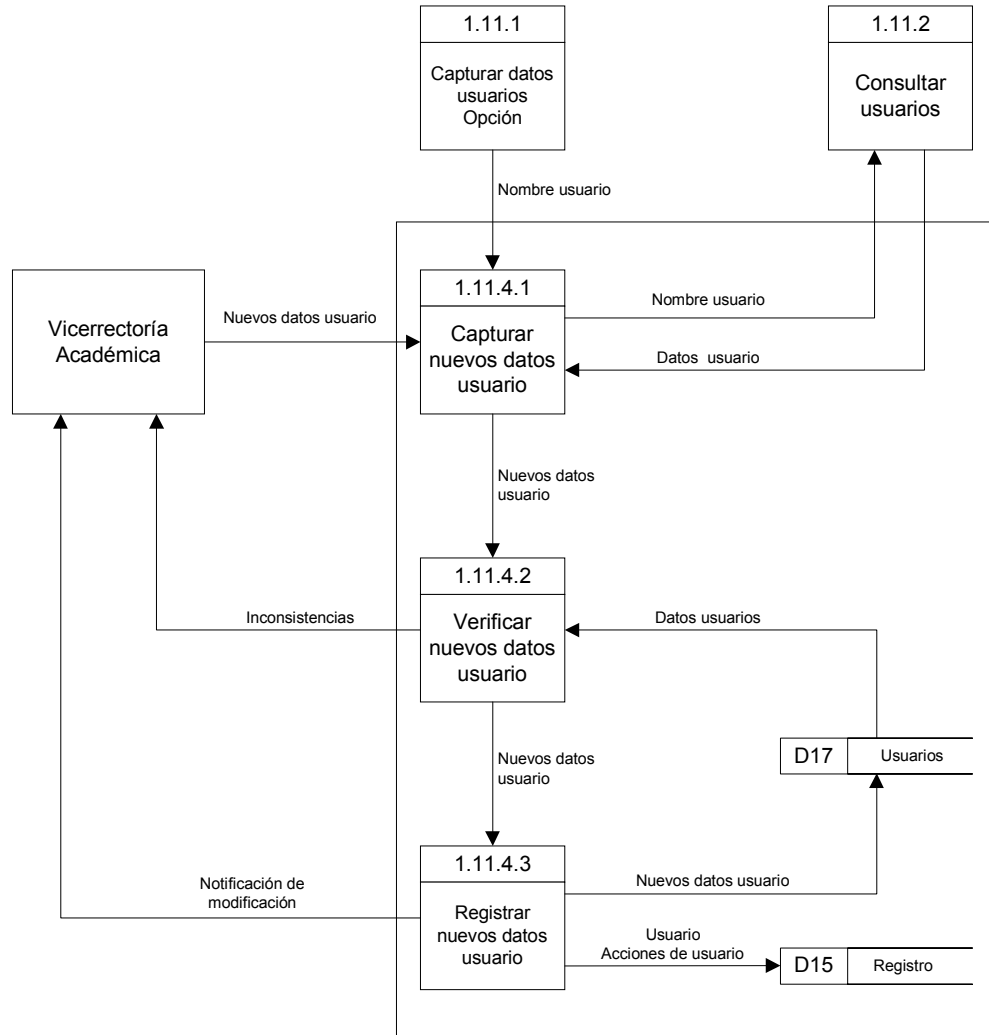 1.11.1
Capturar datos
usuarios
Opción
1.11.2
Consultar
usuarios
Nombre usuario
Vicerrectoría
Académica
Nuevos datos usuario
1.11.4.1
Capturar
nuevos datos
usuario
Nombre usuario
Datos usuario
Nuevos datos
usuario
1.11.4.2
Verificar
nuevos datos
usuario
Inconsistencias
Datos usuarios
Nuevos datos
usuario
D17
Usuarios
1.11.4.3
Registrar
nuevos datos
usuario
Notificación de
modificación
Nuevos datos usuario
Usuario
Acciones de usuario
D15
Registro